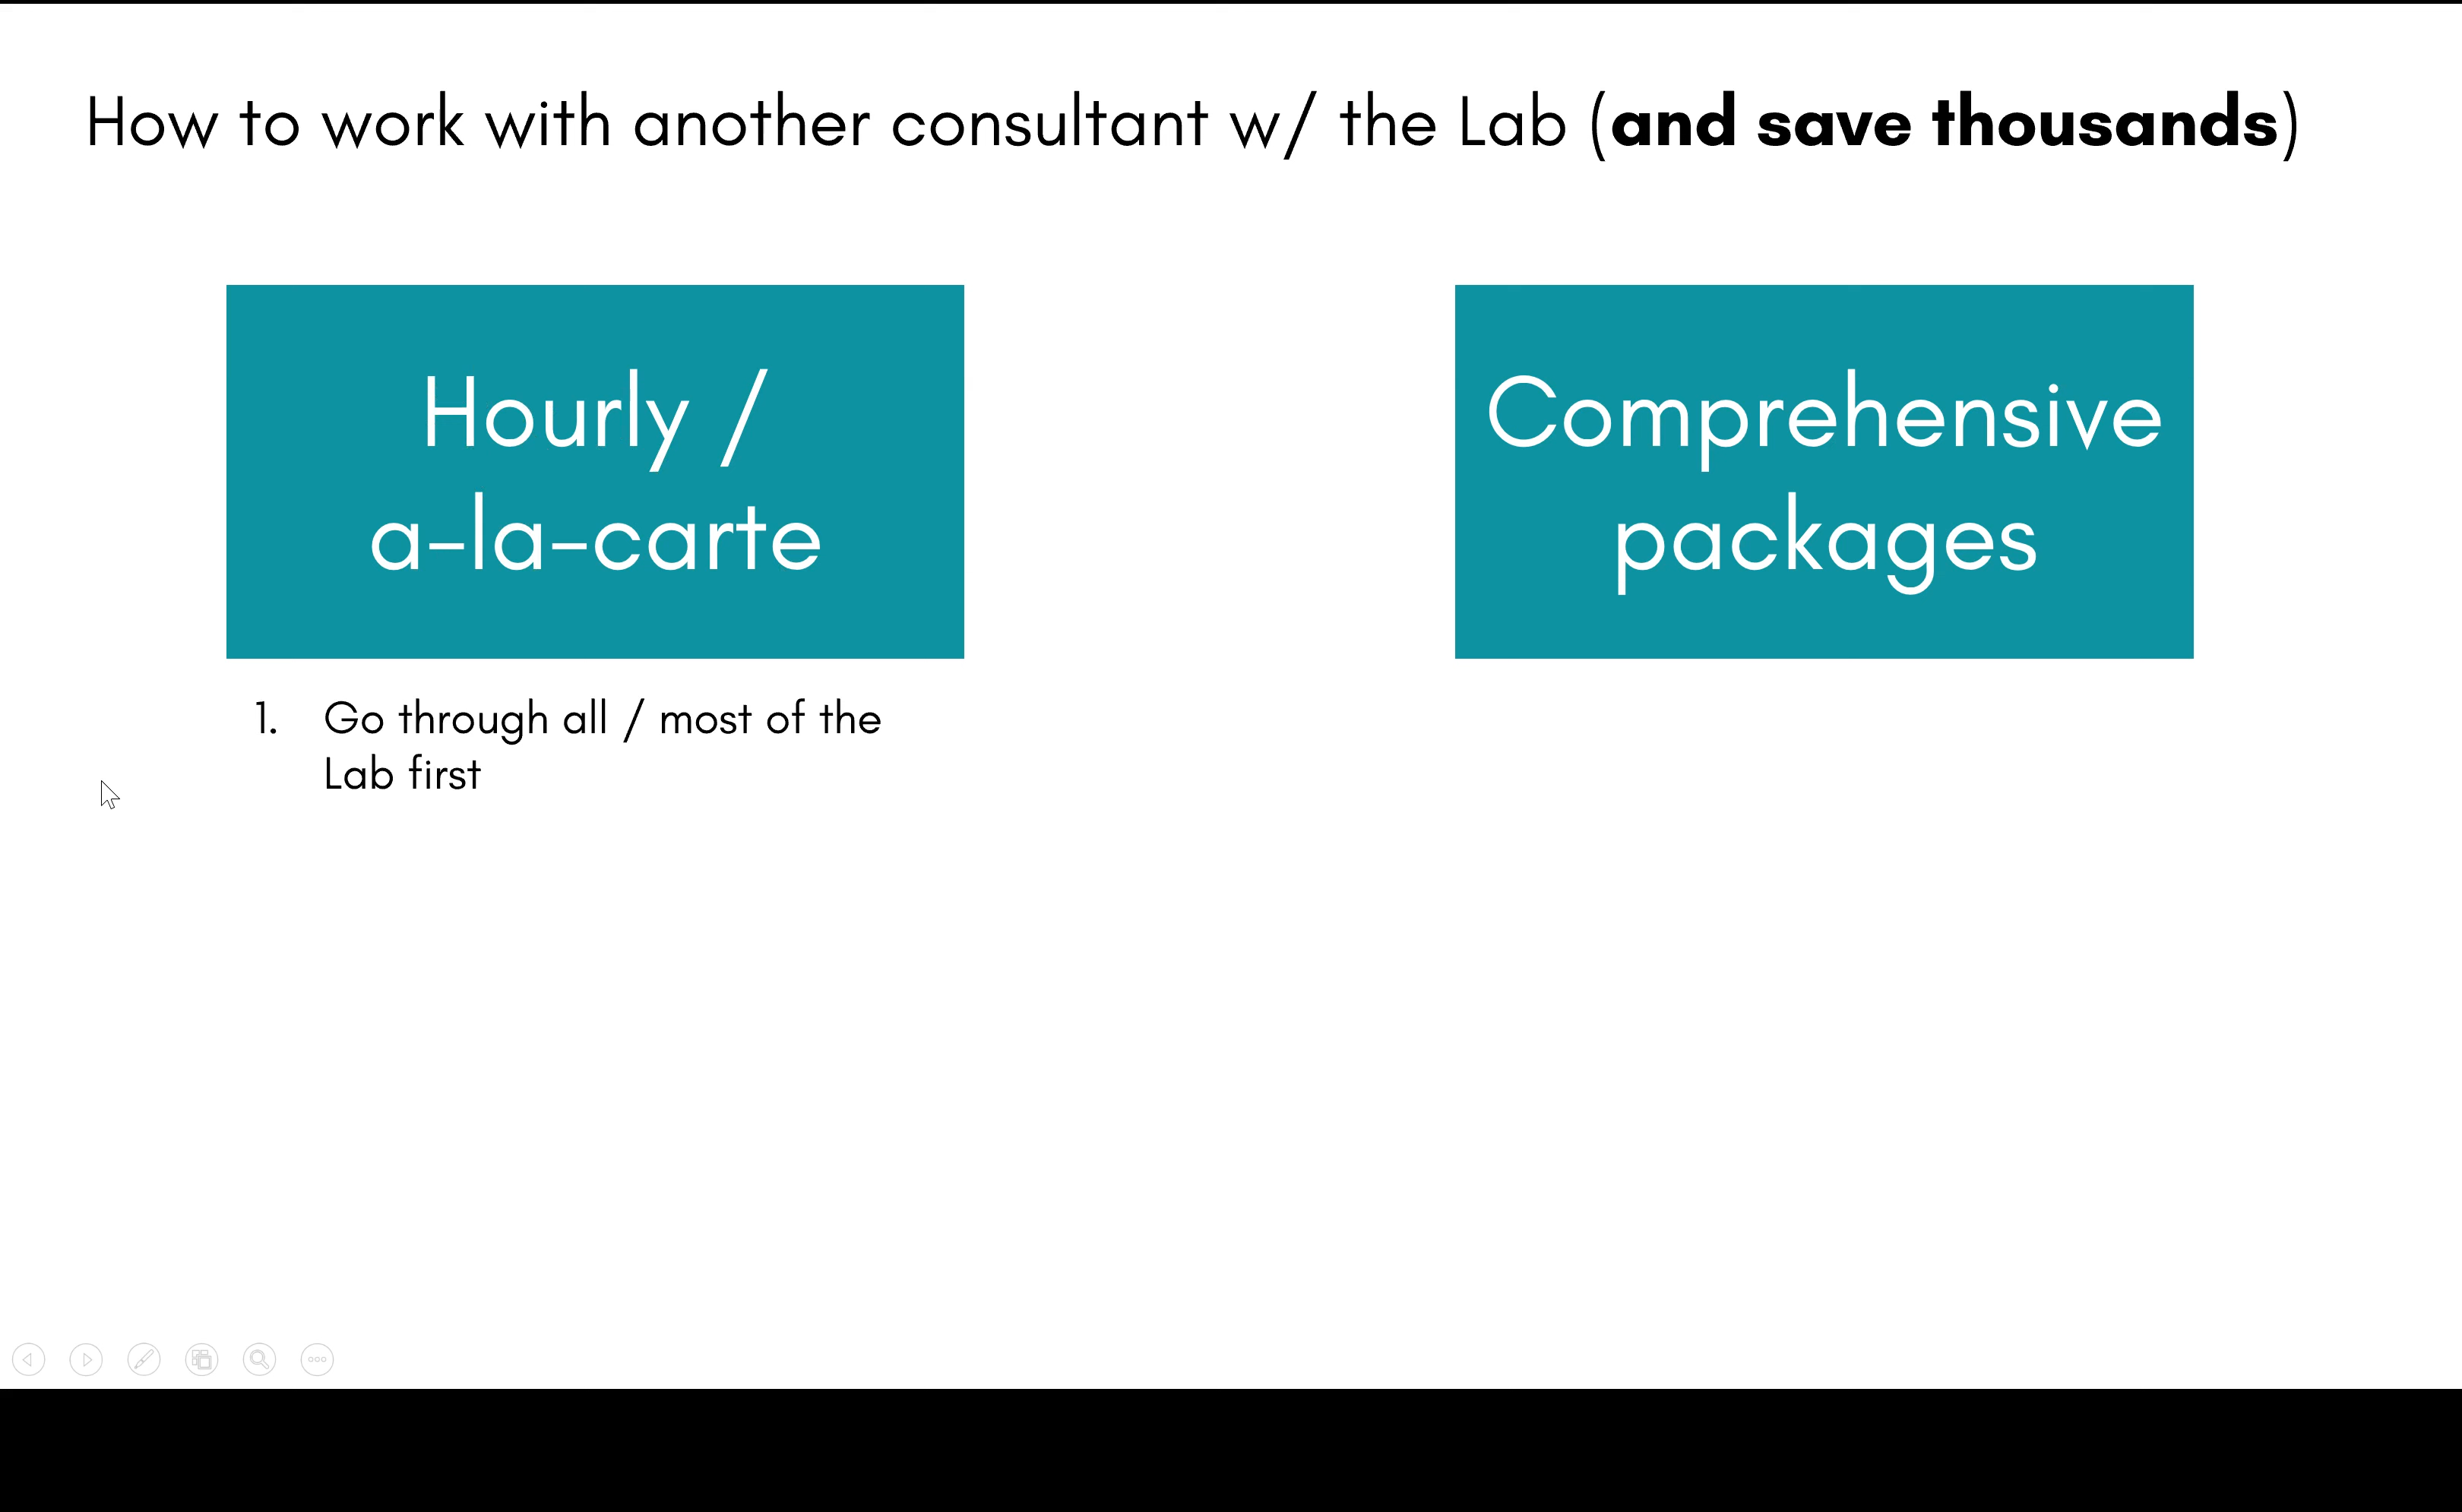 How to work with another consultant w/ the Lab (and save thousands)
Hourly /
a-la-carte
Comprehensive
packages
1. Go through all / most of the
Lab first